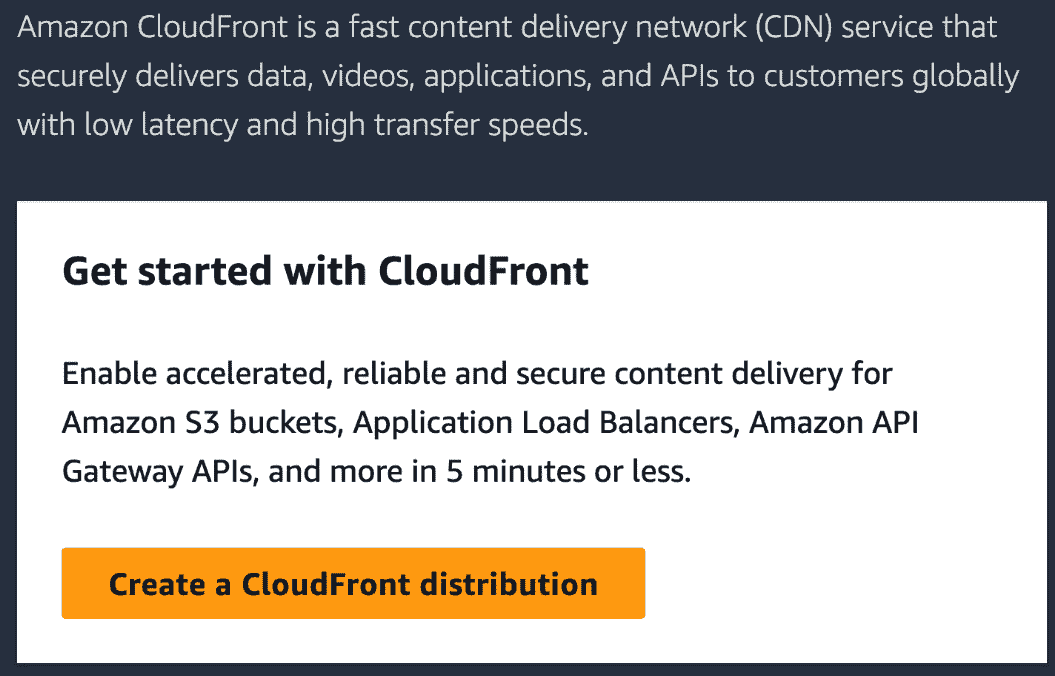 Amazon CloudFront is a fast content delivery network (CDN) service that
securely delivers data, videos, applications, and APIs to customers globally
with low latency and high transfer speeds.
Get started with CloudFront
Enable accelerated, reliable and secure content delivery for
Amazon S3 buckets, Application Load Balancers, Amazon API
Gateway APIs, and more in 5 minutes or less.
Create a CloudFront distribution